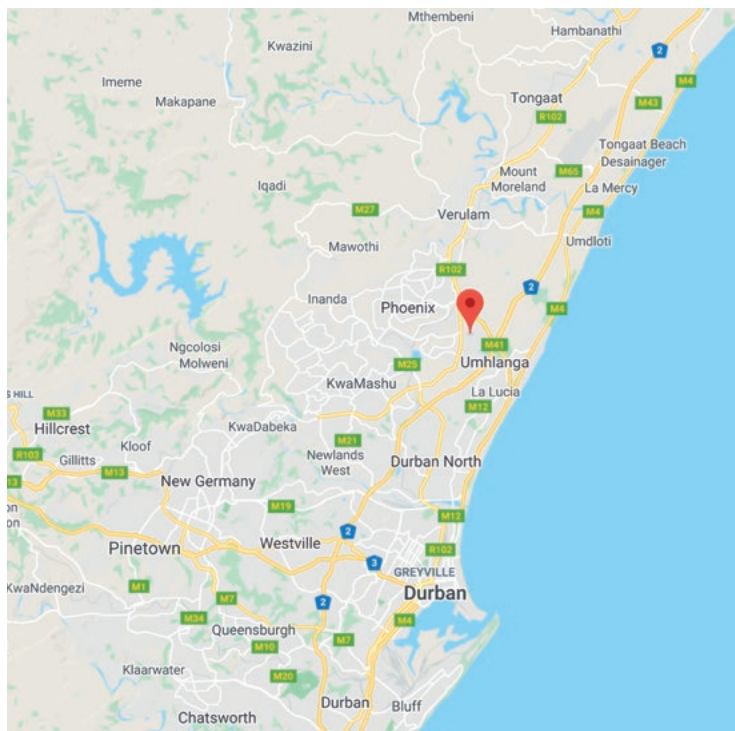 Mthembeni
Hambanathi
Kwazini
2
Imeme
M4
Makapane
Tongaat
M43
R102
Tongaat Beach
Desainager
Mount
Moreland
M65
Iqadi
La Mercy
M27
Verulam
M4
Mawothi
Umdloti
R102
2
Inanda
Phoenix
M4
M41
Ngcolosi
Molweni
M25
Umhlanga
KwaMashu
S HILL
La Lucia
M33
M12
Hillcrest
KwaDabeka
M21
Kloof
R103
Gillitts
Newlands
West
Durban North
M13
13
New Germany
M19
on
on
M12
2
Westville
Pinetown
R102
3
GREYVILLE
KwaNdengezi
M1
Durban
M7
2
M34
M4
Queensburgh
M7
M10
Klaarwater
M20
Durban
Bluff
Chatsworth